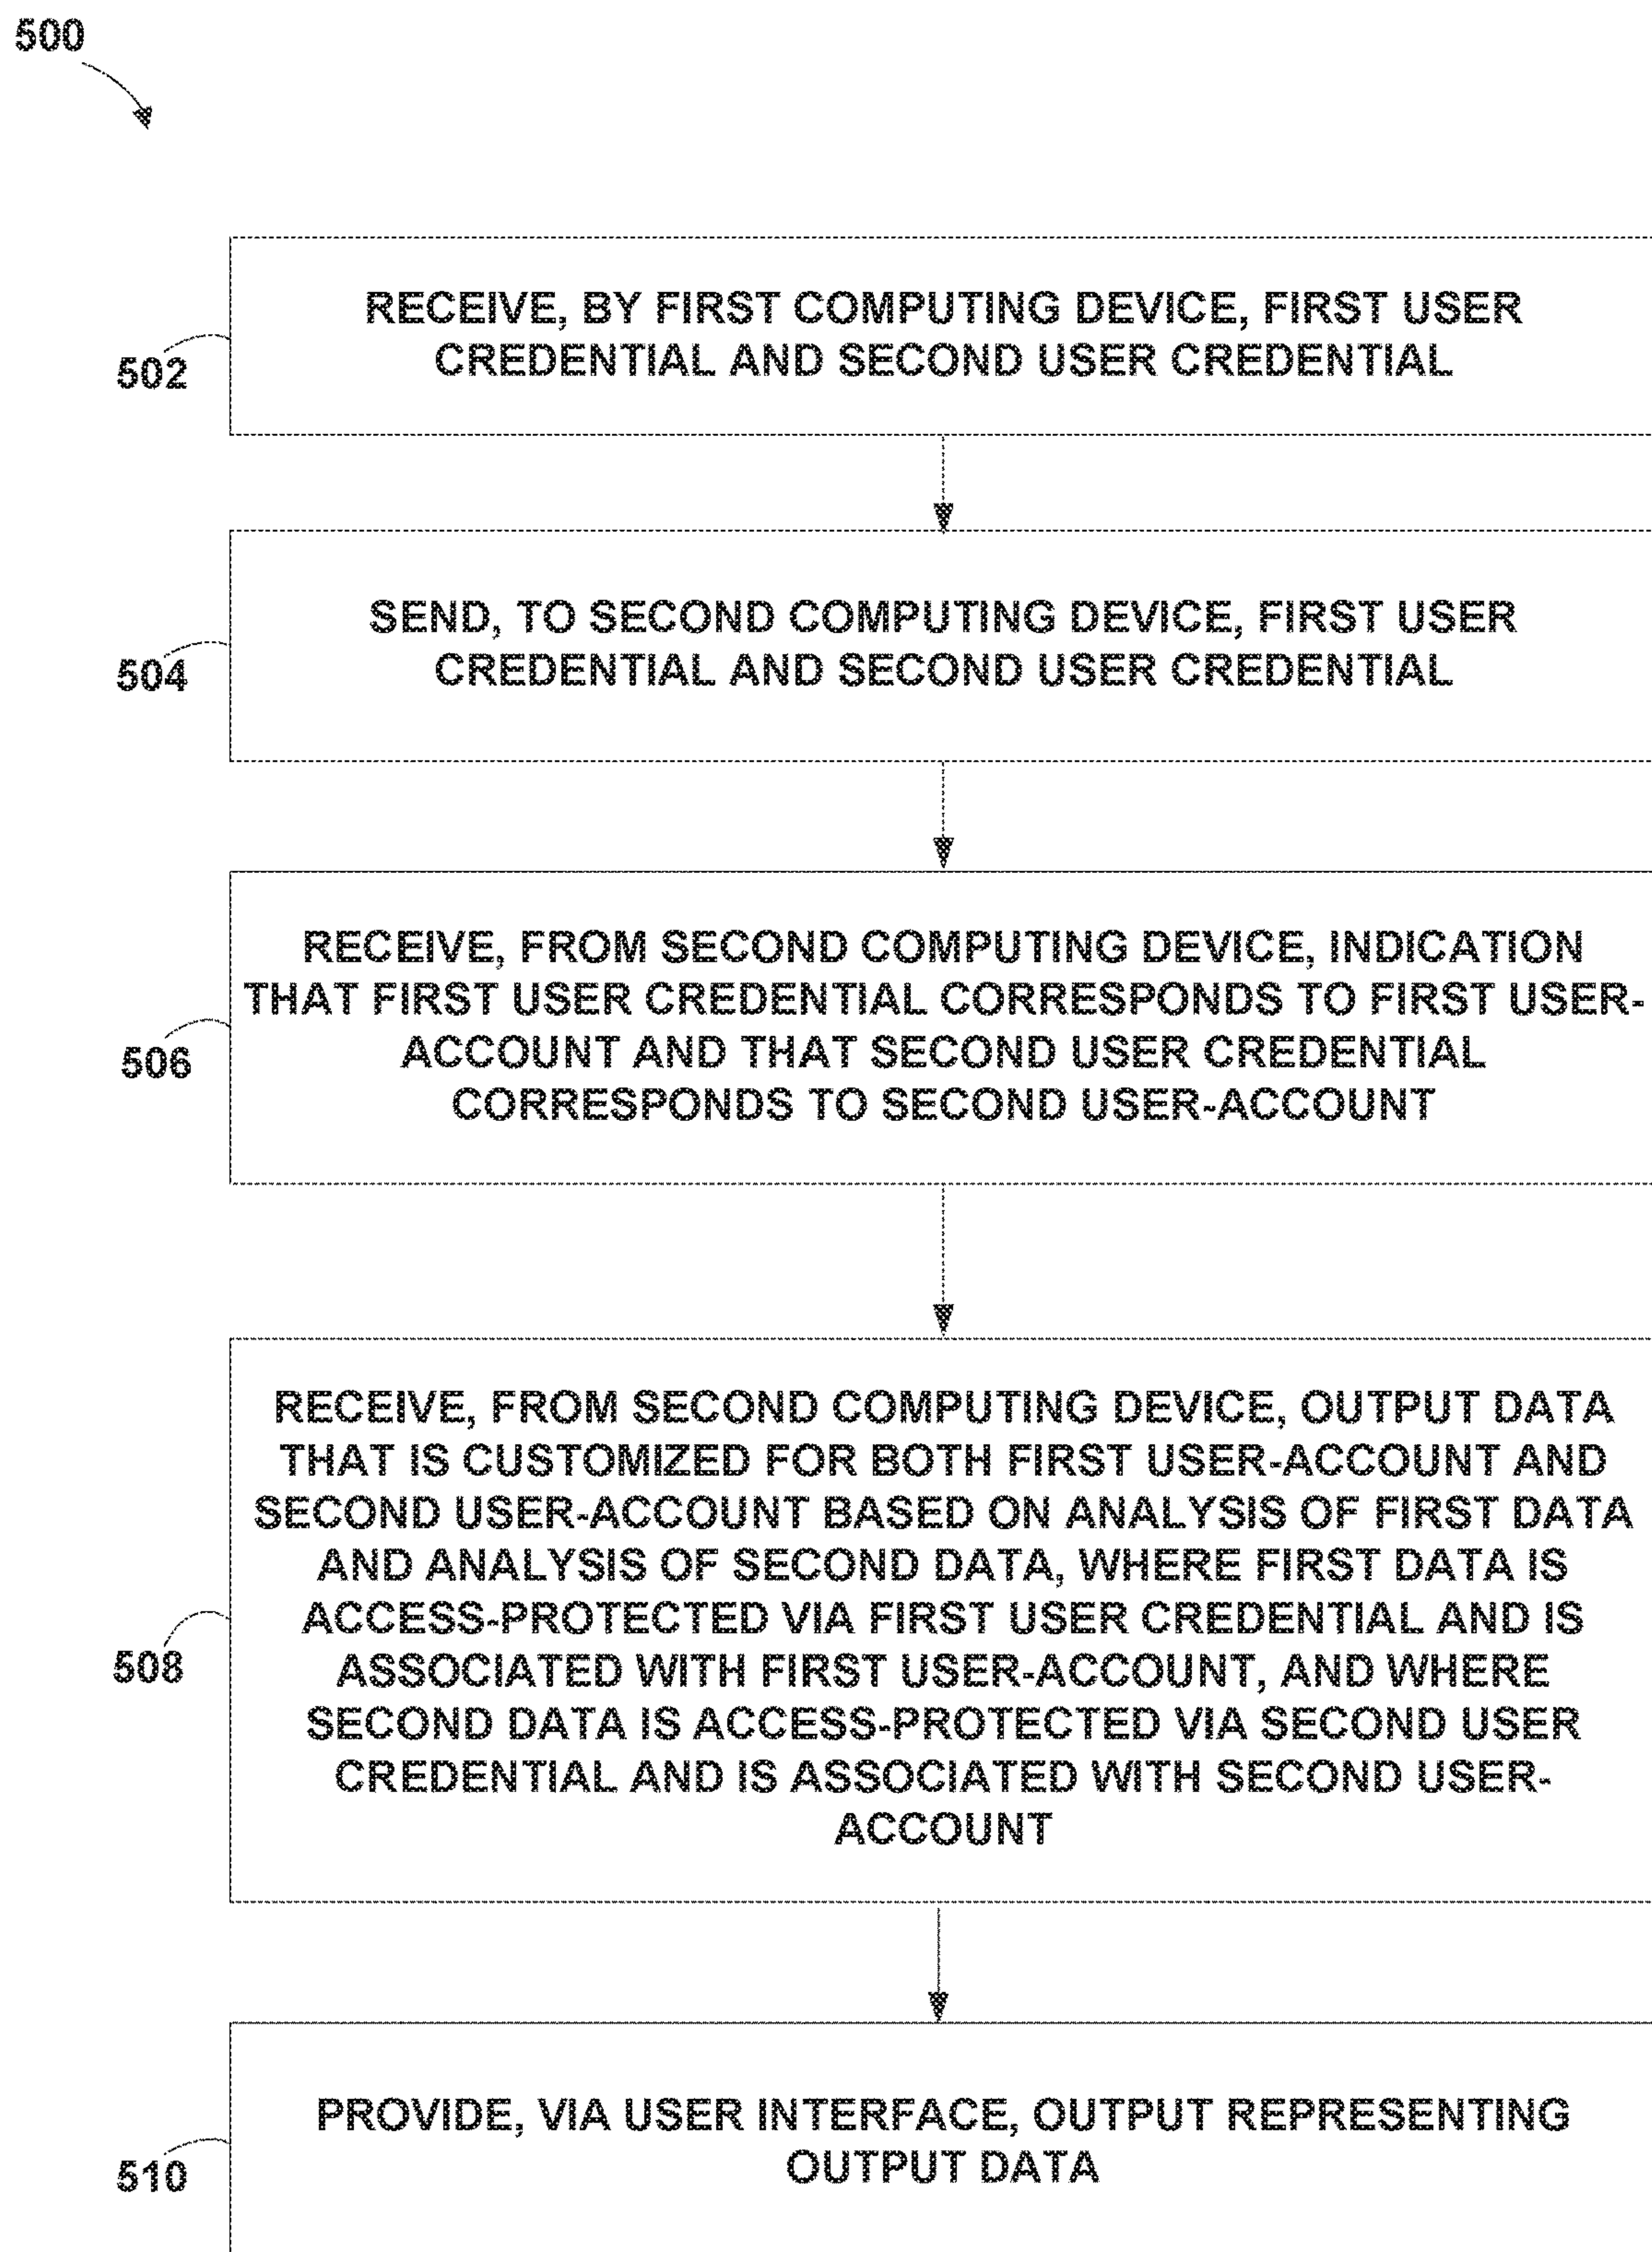 500
RECEIVE, BY FIRST COMPUTING DEVICE, FIRST USER
CREDENTIAL AND SECOND USER CREDENTIAL
502
SEND, TO SECOND COMPUTING DEVICE, FIRST USER
CREDENTIAL AND SECOND USER CREDENTIAL
504
RECEIVE, FROM SECOND COMPUTING DEVICE, INDICATION
THAT FIRST USER CREDENTIAL CORRESPONDS TO FIRST USER-
ACCOUNT AND THAT SECOND USER CREDENTIAL
CORRESPONDS TO SECOND USER-ACCOUNT
506
RECEIVE, FROM SECOND COMPUTING DEVICE, OUTPUT DATA
THAT IS CUSTOMIZED FOR BOTH FIRST USER-ACCOUNT AND
SECOND USER-ACCOUNT BASED ON ANALYSIS OF FIRST DATA
AND ANALYSIS OF SECOND DATA, WHERE FIRST DATA IS
ACCESS-PROTECTED VIA FIRST USER CREDENTIAL AND IS
ASSOCIATED WITH FIRST USER-ACCOUNT, AND WHERE
SECOND DATA IS ACCESS-PROTECTED VIA SECOND USER
CREDENTIAL AND IS ASSOCIATED WITH SECOND USER-
ACCOUNT
508
PROVIDE, VIA USER INTERFACE, OUTPUT REPRESENTING
OUTPUT DATA
510